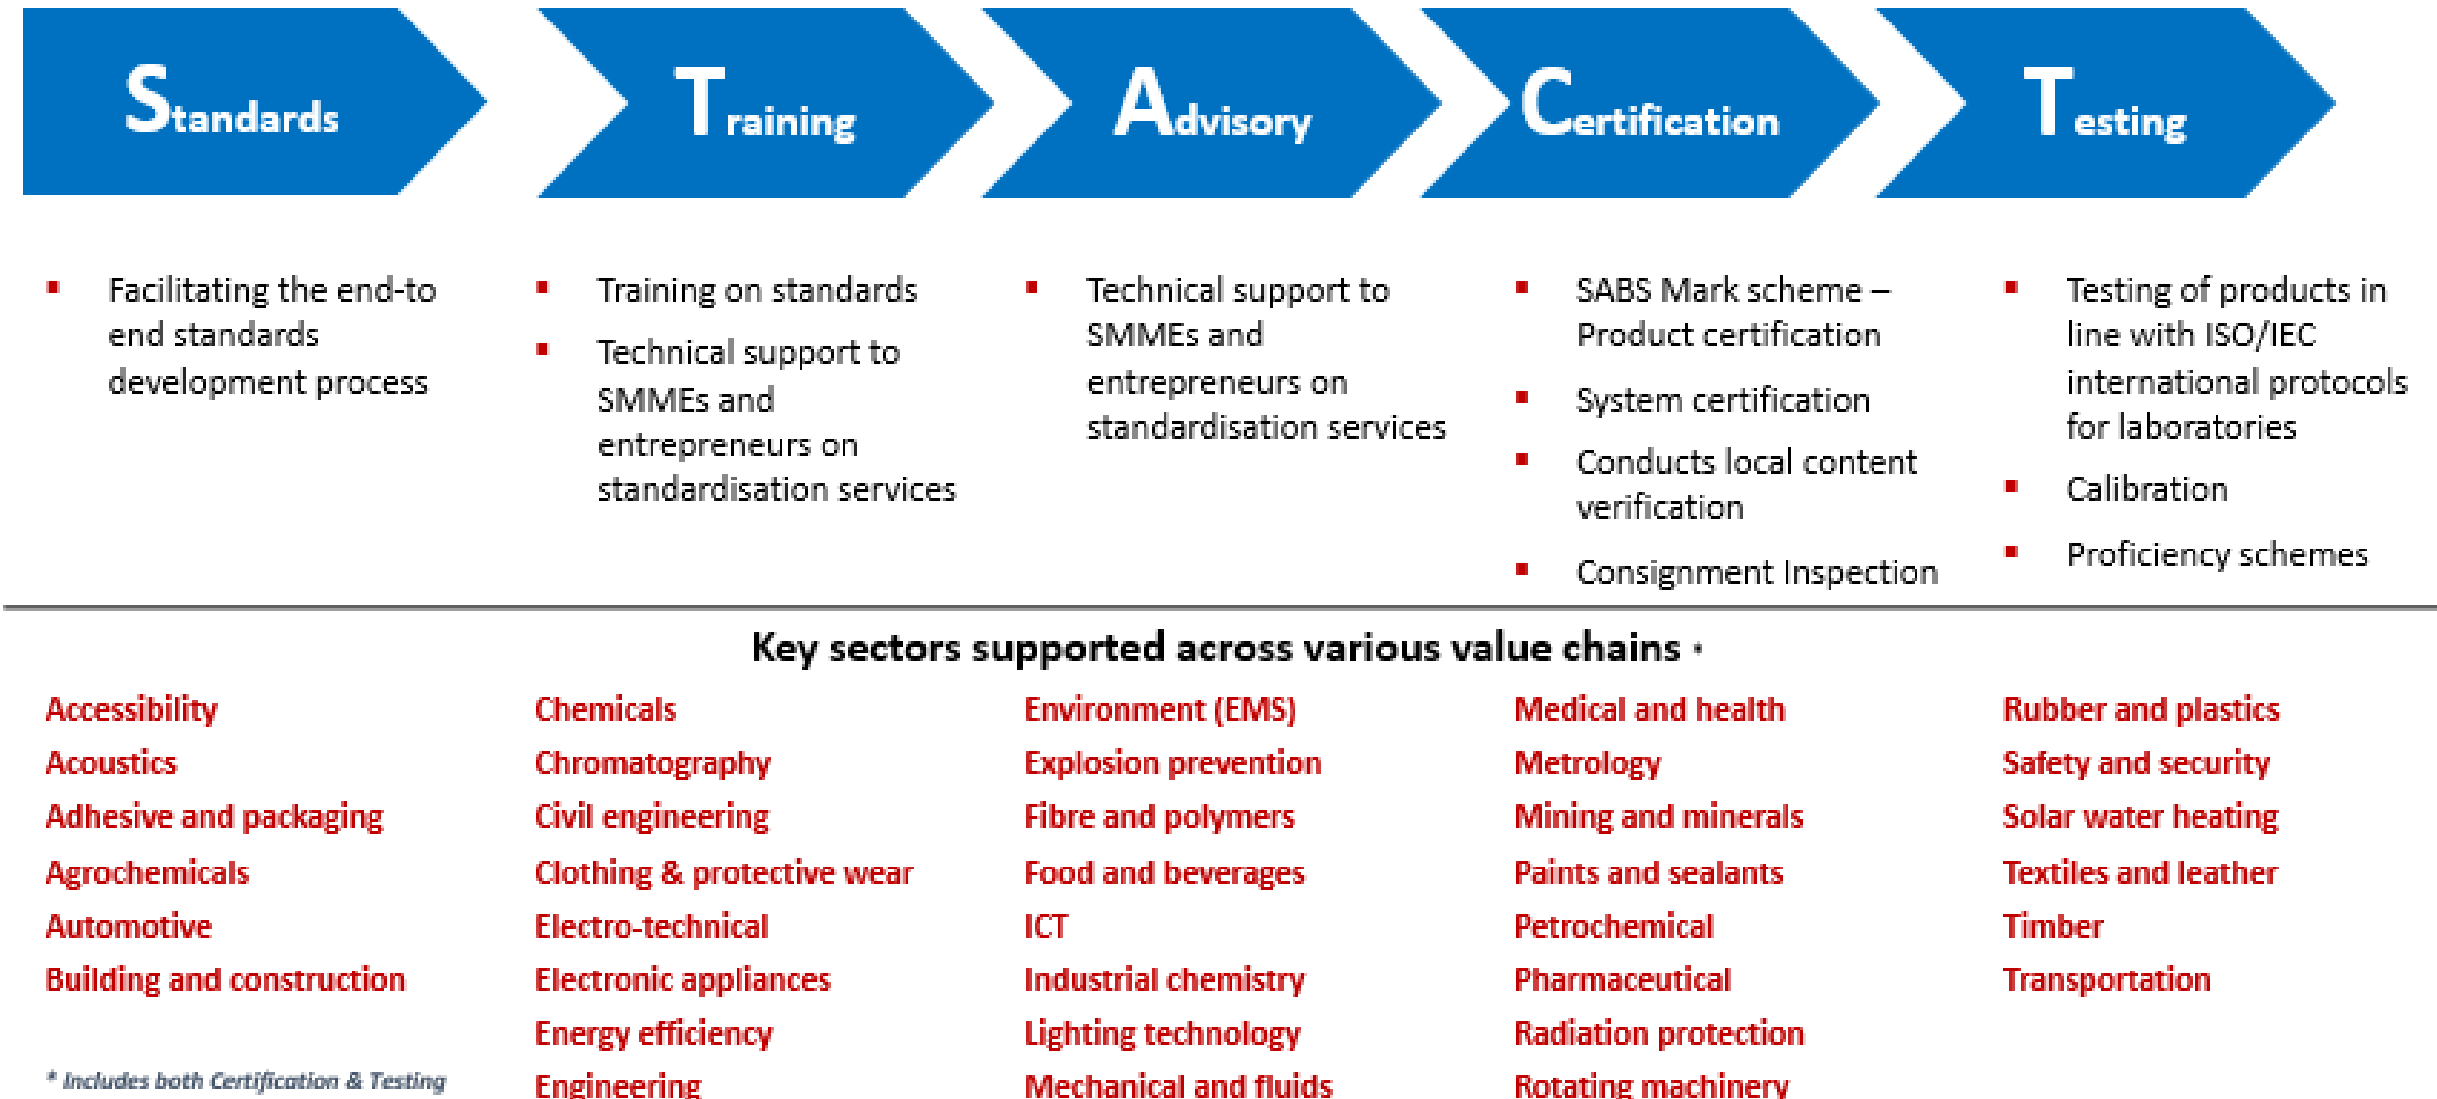 Standards
Training
Advisory
Certification
Testing
▪ Facilitating the end-to
end standards
development process
▪ Training on standards
▪ Technical support to
SMMEs and
entrepreneurs on
standardisation services
▪ Technical support to
SMMEs and
entrepreneurs on
standardisation services
▪ SABS Mark scheme –
Product certification
▪ System certification
▪ Conducts local content
verification
▪ Consignment Inspection
▪ Testing of products in
line with ISO/IEC
international protocols
for laboratories
▪ Calibration
▪ Proficiency schemes
Key sectors supported across various value chains *
Accessibility
Acoustics
Adhesive and packaging
Agrochemicals
Automotive
Building and construction
* Includes both Certification & Testing
Chemicals
Chromatography
Civil engineering
Clothing & protective wear
Electro-technical
Electronic appliances
Energy efficiency
Engineering
Environment (EMS)
Explosion prevention
Fibre and polymers
Food and beverages
ICT
Industrial chemistry
Lighting technology
Mechanical and fluids
Medical and health
Metrology
Mining and minerals
Paints and sealants
Petrochemical
Pharmaceutical
Radiation protection
Rotating machinery
Rubber and plastics
Safety and security
Solar water heating
Textiles and leather
Timber
Transportation